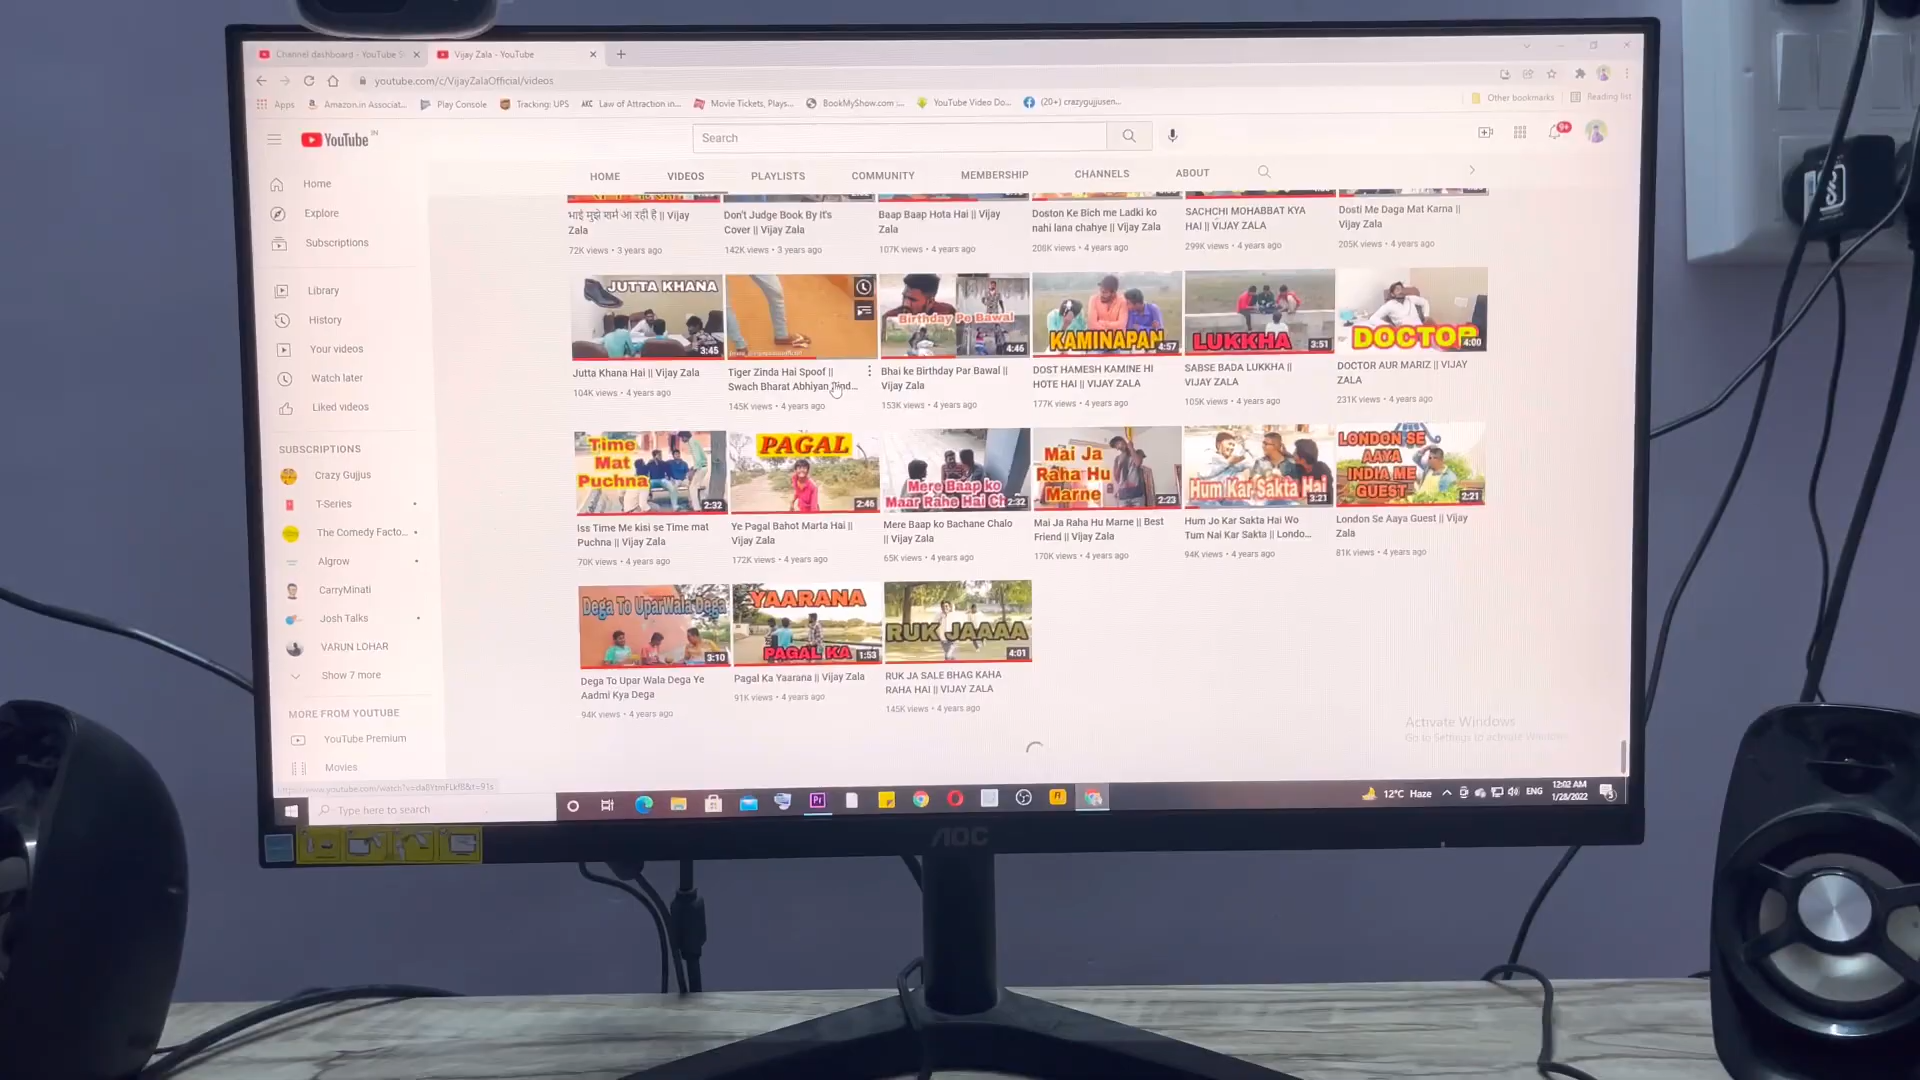 Channel dashboard - YouTube S
Vijay Zala - YouTube
youtube.com/c/VijayZalaOfficial/videos
Apps
Amazon.in Associat...
Play Console
Tracking: UPS
AKC Law of Attraction in...
Movie Tickets, Plays...
BookMyShow.com :...
YouTube Video Do...
(20+) crazygujjusen...
Other bookmarks
Reading list
YouTube IN
Search
9+
HOME
VIDEOS
PLAYLISTS
COMMUNITY
MEMBERSHIP
CHANNELS
ABOUT
Home
Explore
Subscriptions
Library
History
Your videos
Watch later
Liked videos
SUBSCRIPTIONS
Crazy Gujjus
T-Series
The Comedy Facto...
Algrow
CarryMinati
Josh Talks
VARUN LOHAR
Show 7 more
MORE FROM YOUTUBE
YouTube Premium
Movies
भाई मुझे शर्म आ रही है || Vijay
Zala
72K views • 3 years ago
Don't Judge Book By it's
Cover || Vijay Zala
142K views • 3 years ago
Baap Baap Hota Hai || Vijay
Zala
107K views • 4 years ago
Doston Ke Bich me Ladki ko
nahi lana chahye || Vijay Zala
206K views • 4 years ago
SACHCHI MOHABBAT KYA
HAI || VIJAY ZALA
299K views • 4 years ago
Dosti Me Daga Mat Karna ||
Vijay Zala
205K views • 4 years ago
JUTTA KHANA
3:45
Jutta Khana Hai || Vijay Zala
104K views • 4 years ago
Tiger Zinda Hai Spoof ||
Swach Bharat Abhiyan
145K views • 4 years ago
Birthday Pe Bawal
4:46
Bhai ke Birthday Par Bawal ||
Vijay Zala
153K views • 4 years ago
KAMINAPAN
4:57
DOST HAMESH KAMINE HI
HOTE HAI || VIJAY ZALA
177K views • 4 years ago
LUKKHA
3:51
SABSE BADA LUKKHA ||
VIJAY ZALA
105K views • 4 years ago
DOCTOR
4:00
DOCTOR AUR MARIZ || VIJAY
ZALA
231K views • 4 years ago
Time
Mat
Puchna
2:32
Iss Time Me kisi se Time mat
Puchna || Vijay Zala
70K views • 4 years ago
PAGAL
2:46
Ye Pagal Bahot Marta Hai ||
Vijay Zala
172K views • 4 years ago
Mere Baap ko
Maar Rahe Hai Ch
2:32
Mere Baap ko Bachane Chalo
|| Vijay Zala
65K views • 4 years ago
Mai Ja
Raha Hu
Marne
2:23
Mai Ja Raha Hu Marne || Best
Friend || Vijay Zala
170K views • 4 years ago
Hum Kar Sakta Hai
3:21
Hum Jo Kar Sakta Hai Wo
Tum Nai Kar Sakta || Londo...
94K views • 4 years ago
LONDON SE
AAYA
INDIA ME
GUEST
2:21
London Se Aaya Guest || Vijay
Zala
81K views • 4 years ago
Dega To UparWala Dega
3:10
Dega To Upar Wala Dega Ye
Aadmi Kya Dega
94K views • 4 years ago
YAARANA
PAGAL KA
1:53
Pagal Ka Yaarana || Vijay Zala
91K views • 4 years ago
RUK JAAAA
4:01
RUK JA SALE BHAG KAHA
RAHA HAI || VIJAY ZALA
145K views • 4 years ago
Activate Windows
Go to Settings to activate Windows.
Type here to search
Pr
12°C Haze
ENG
12:02 AM
1/28/2022
5
AOC